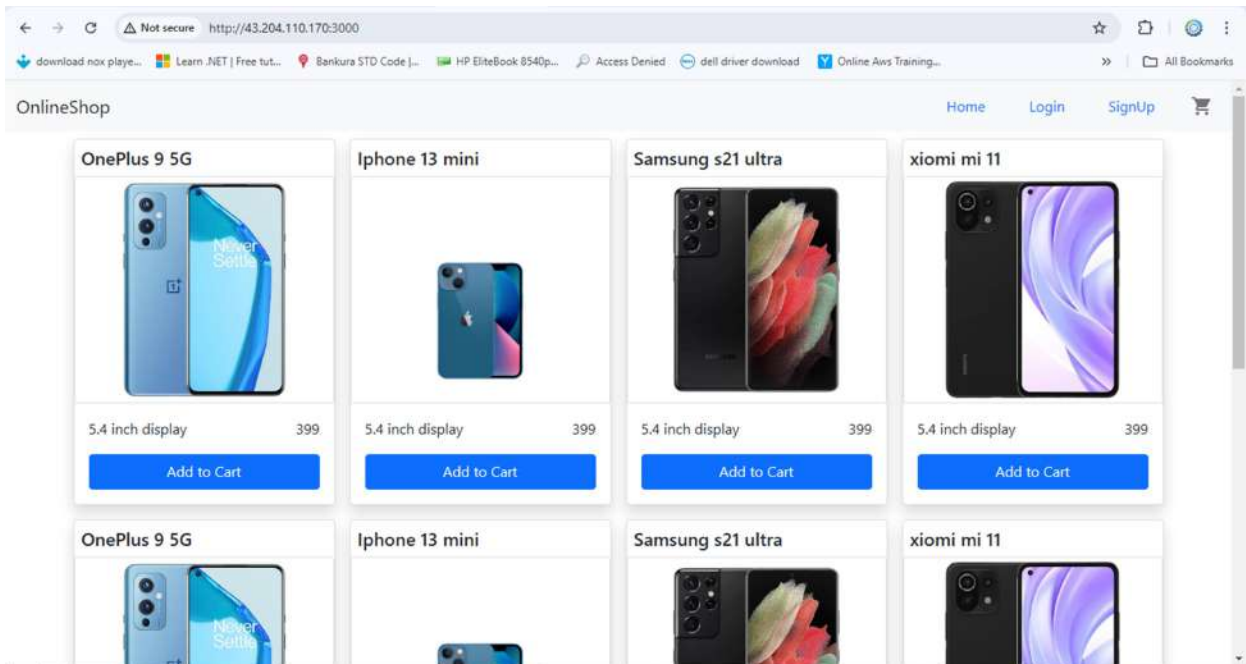 Not secure http://43.204.110.170:3000
download nox playe... Learn .NET | Free tut... Bankura STD Code |... HP EliteBook 8540p... Access Denied dell driver download Online Aws Training... » All Bookmarks
OnlineShop Home Login SignUp
OnePlus 9 5G Iphone 13 mini Samsung s21 ultra xiomi mi 11
Never
Settle
5.4 inch display 399 5.4 inch display 399 5.4 inch display 399 5.4 inch display 399
Add to Cart Add to Cart Add to Cart Add to Cart
OnePlus 9 5G Iphone 13 mini Samsung s21 ultra xiomi mi 11
Never
Settle